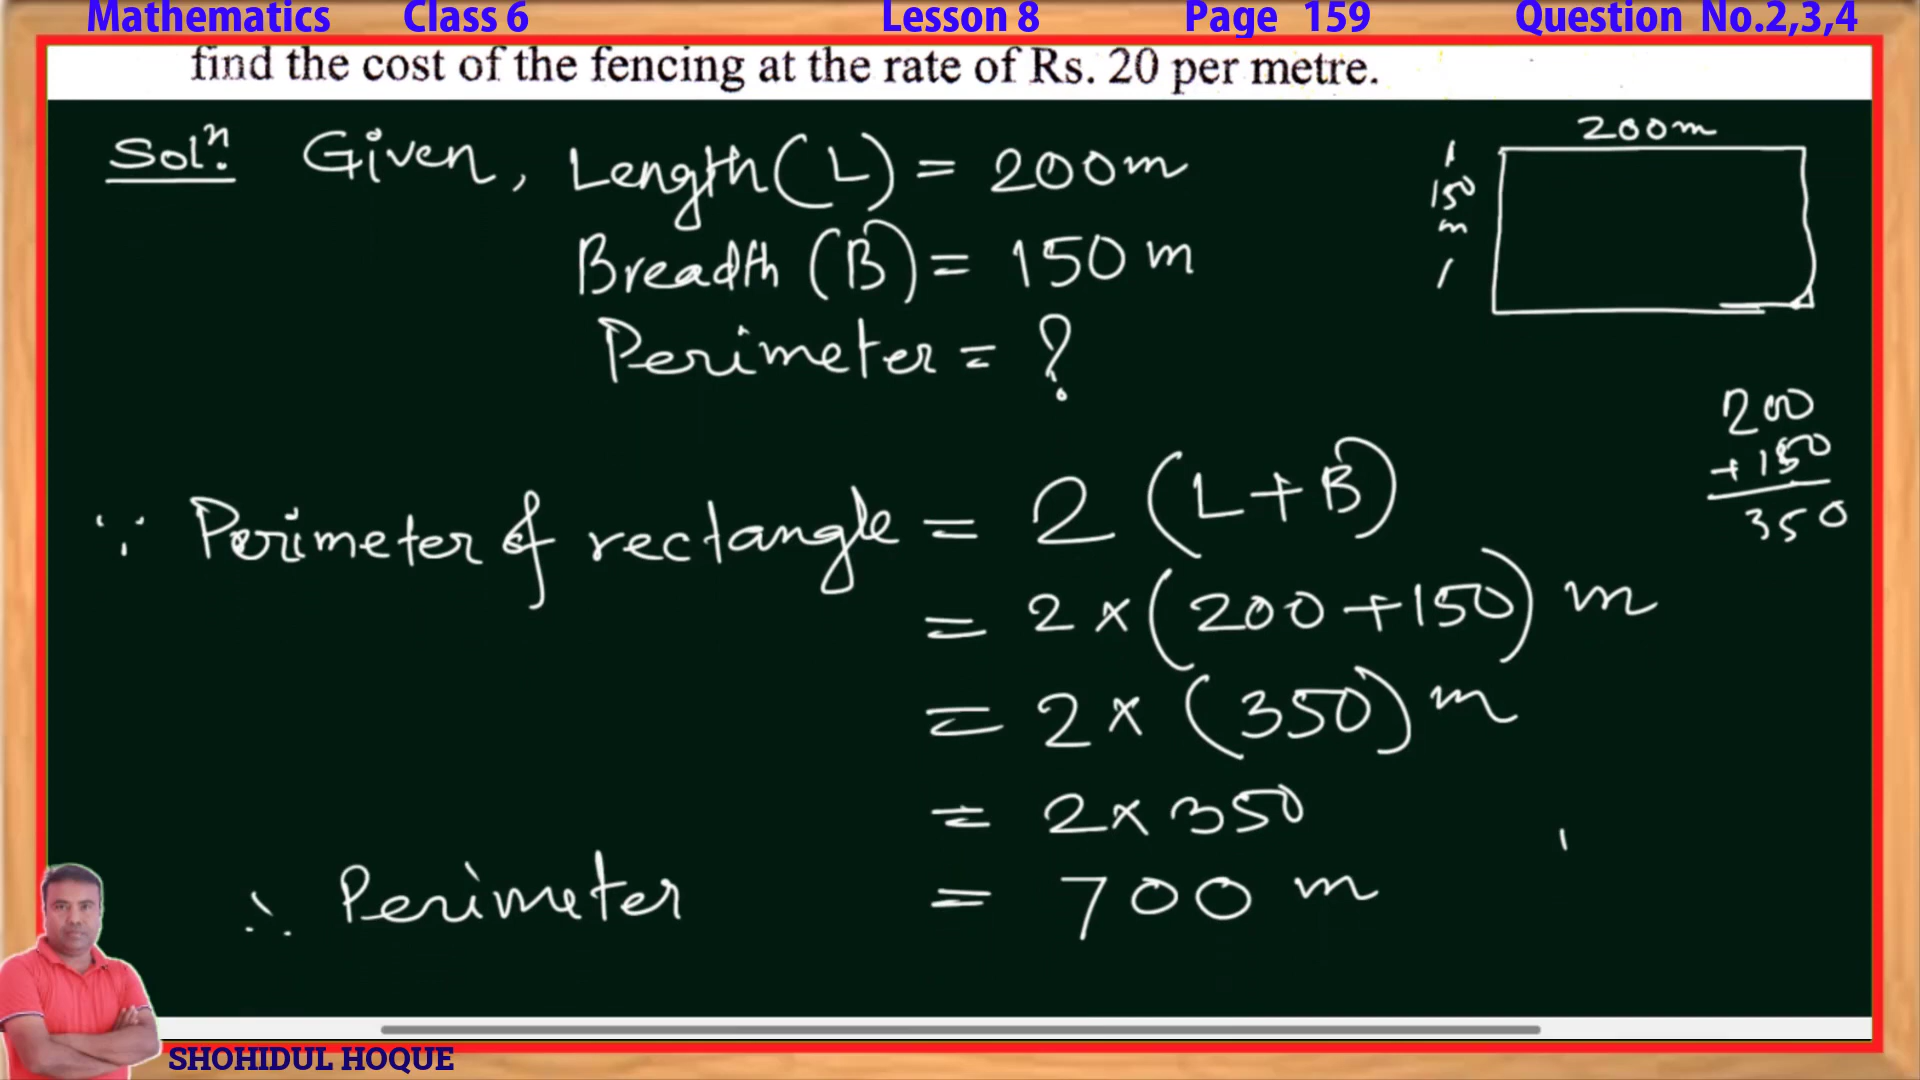 Mathematics Class 6 Lesson 8 Page 159 Question No.2,3,4
find the cost of the fencing at the rate of Rs. 20 per metre.
Solⁿ. Given, Length (L) = 200m
Breadth (B) = 150 m
Perimeter = ?
200m
150
m
200
+150
350
∵ Perimeter of rectangle = 2 (L+B)
= 2 × (200+150) m
= 2 × (350) m
= 2 × 350
∴ Perimeter = 700 m
SHOHIDUL HOQUE